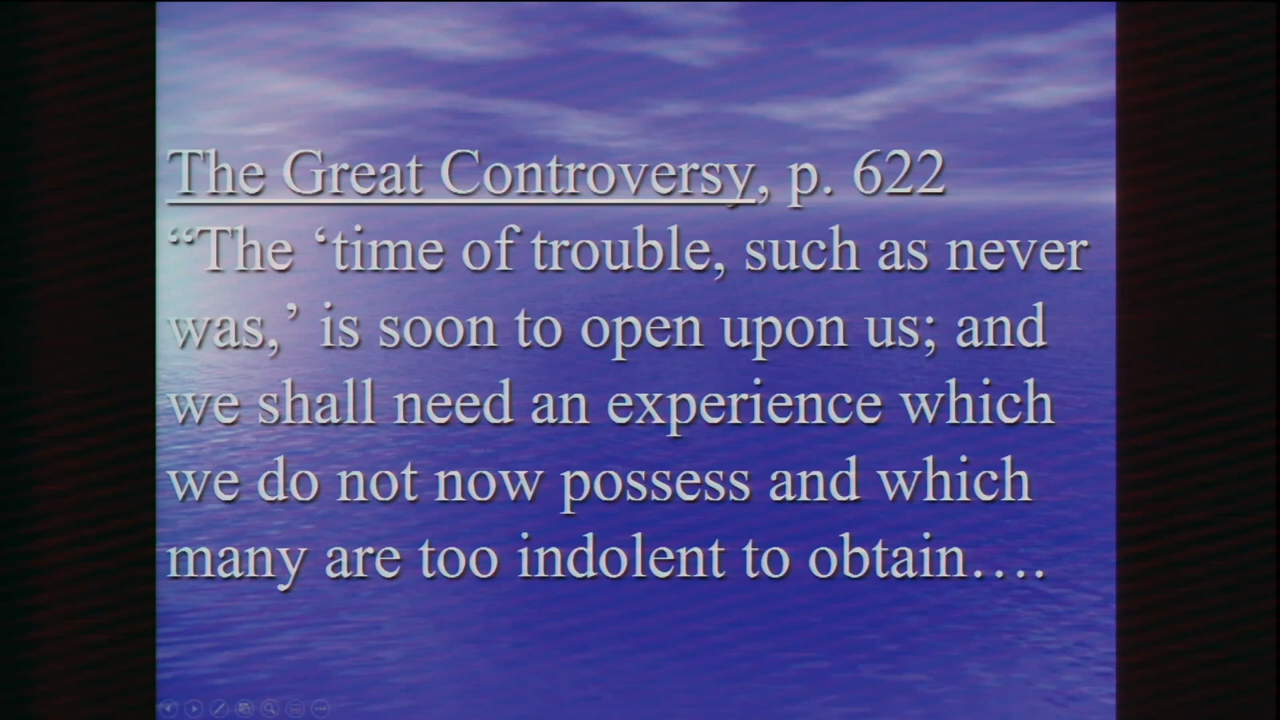 The Great Controversy, p. 622
“The ‘time of trouble, such as never
was,’ is soon to open upon us; and
we shall need an experience which
we do not now possess and which
many are too indolent to obtain….